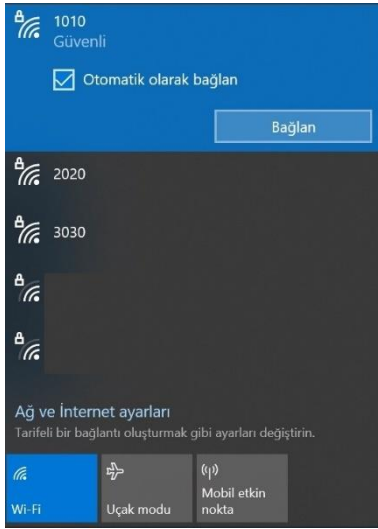 1010
Güvenli
Otomatik olarak bağlan
Bağlan
2020
3030
Ağ ve İnternet ayarları
Tarifeli bir bağlantı oluşturmak gibi ayarları değiştirin.
Wi-Fi
Uçak modu
Mobil etkin
nokta